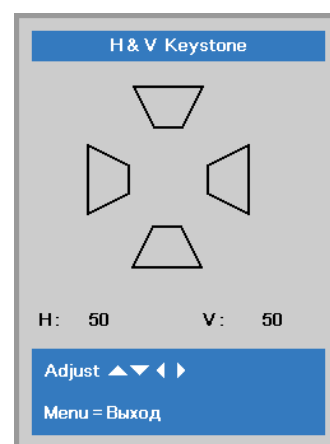 H & V Keystone
H: 50 V: 50
Adjust ▲▼◀▶
Menu = Выход